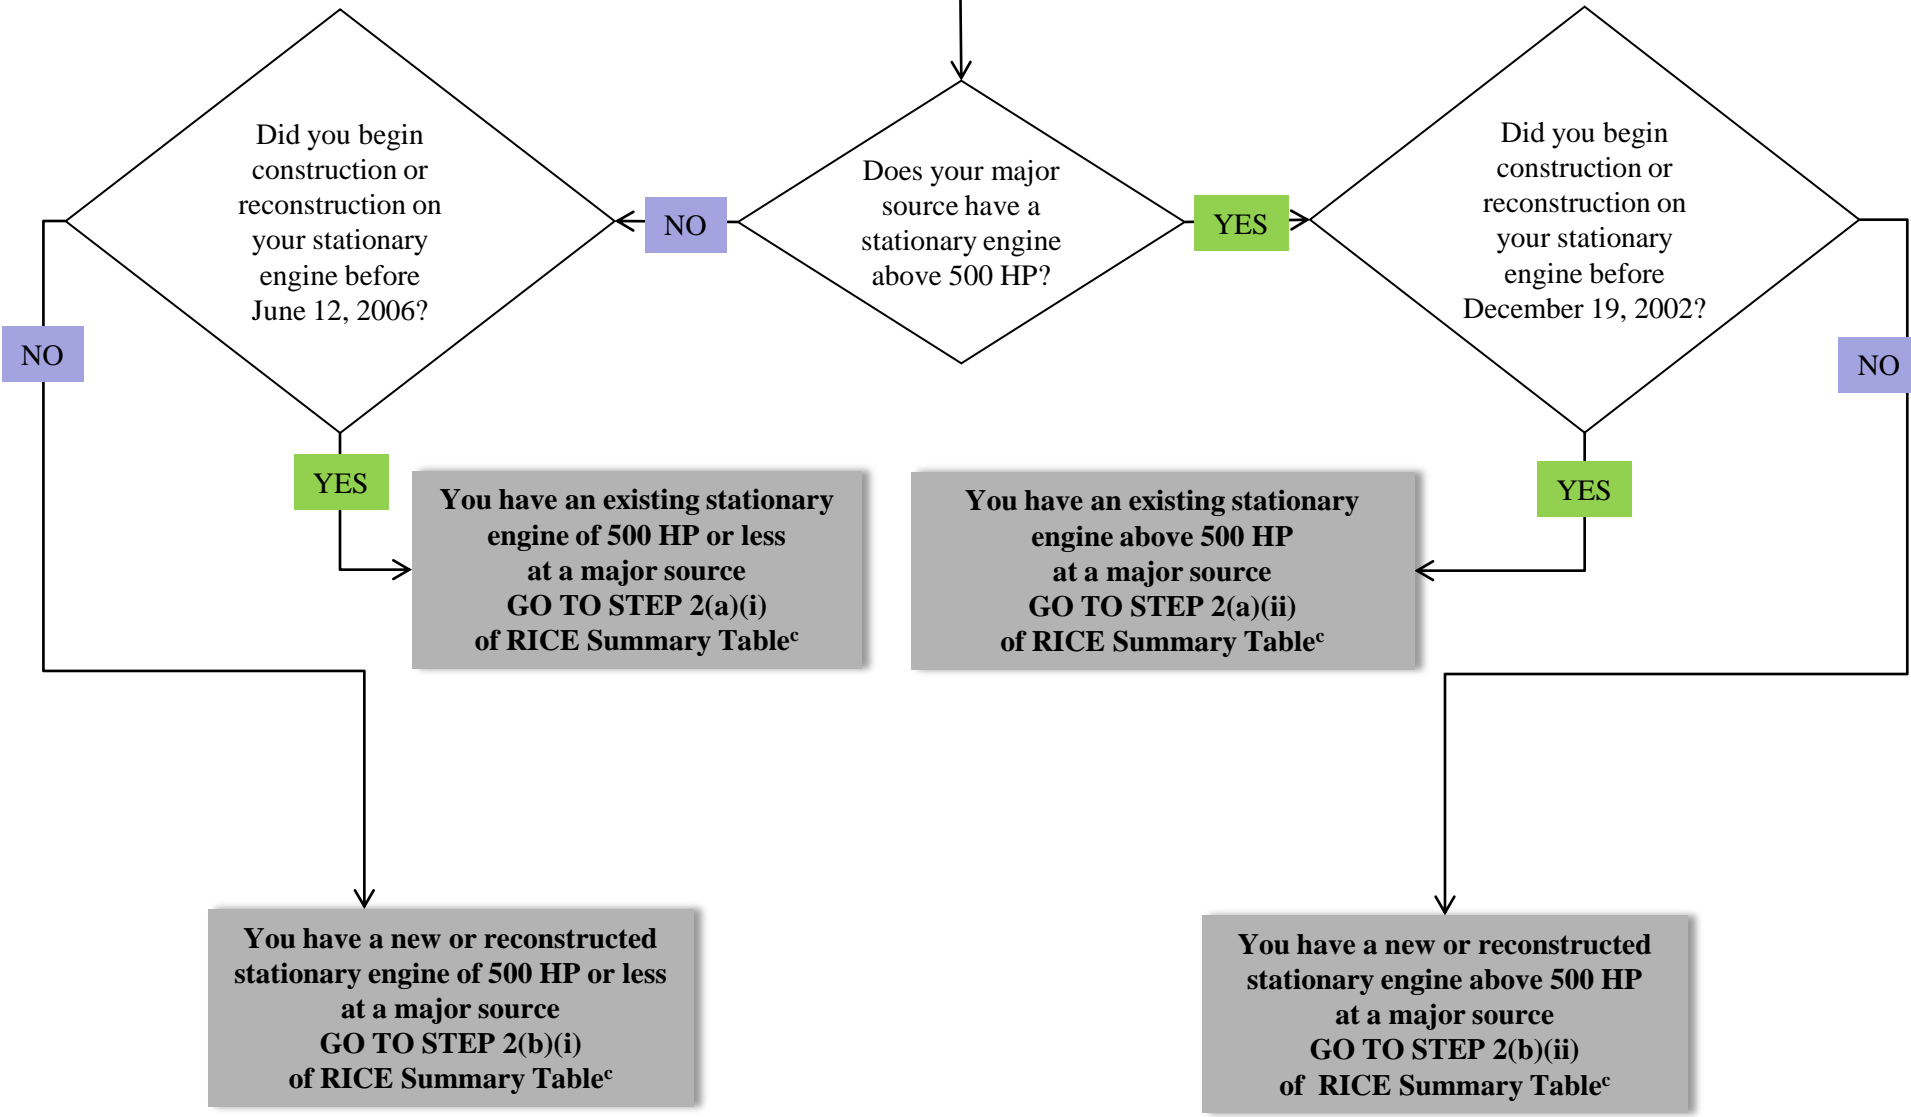 Did you begin
construction or
reconstruction on
your stationary
engine before
June 12, 2006?
NO
Does your major
source have a
stationary engine
above 500 HP?
YES
Did you begin
construction or
reconstruction on
your stationary
engine before
December 19, 2002?
NO
NO
YES
You have an existing stationary
engine of 500 HP or less
at a major source
GO TO STEP 2(a)(i)
of RICE Summary Tableᶜ
You have an existing stationary
engine above 500 HP
at a major source
GO TO STEP 2(a)(ii)
of RICE Summary Tableᶜ
YES
You have a new or reconstructed
stationary engine of 500 HP or less
at a major source
GO TO STEP 2(b)(i)
of RICE Summary Tableᶜ
You have a new or reconstructed
stationary engine above 500 HP
at a major source
GO TO STEP 2(b)(ii)
of RICE Summary Tableᶜ